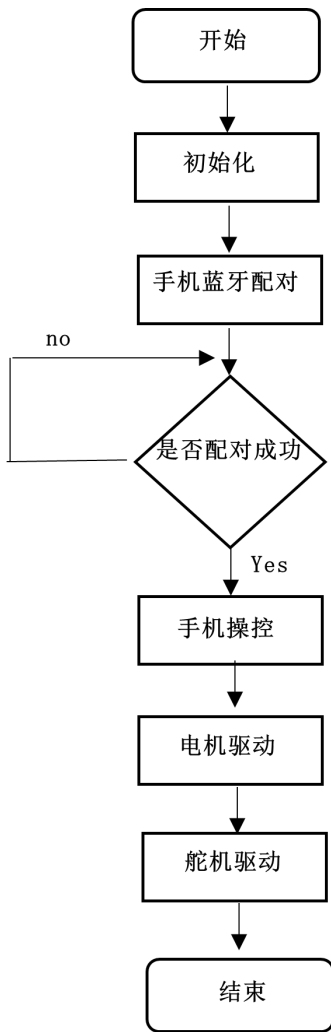 开始
初始化
手机蓝牙配对
no
是否配对成功
Yes
手机操控
电机驱动
舵机驱动
结束